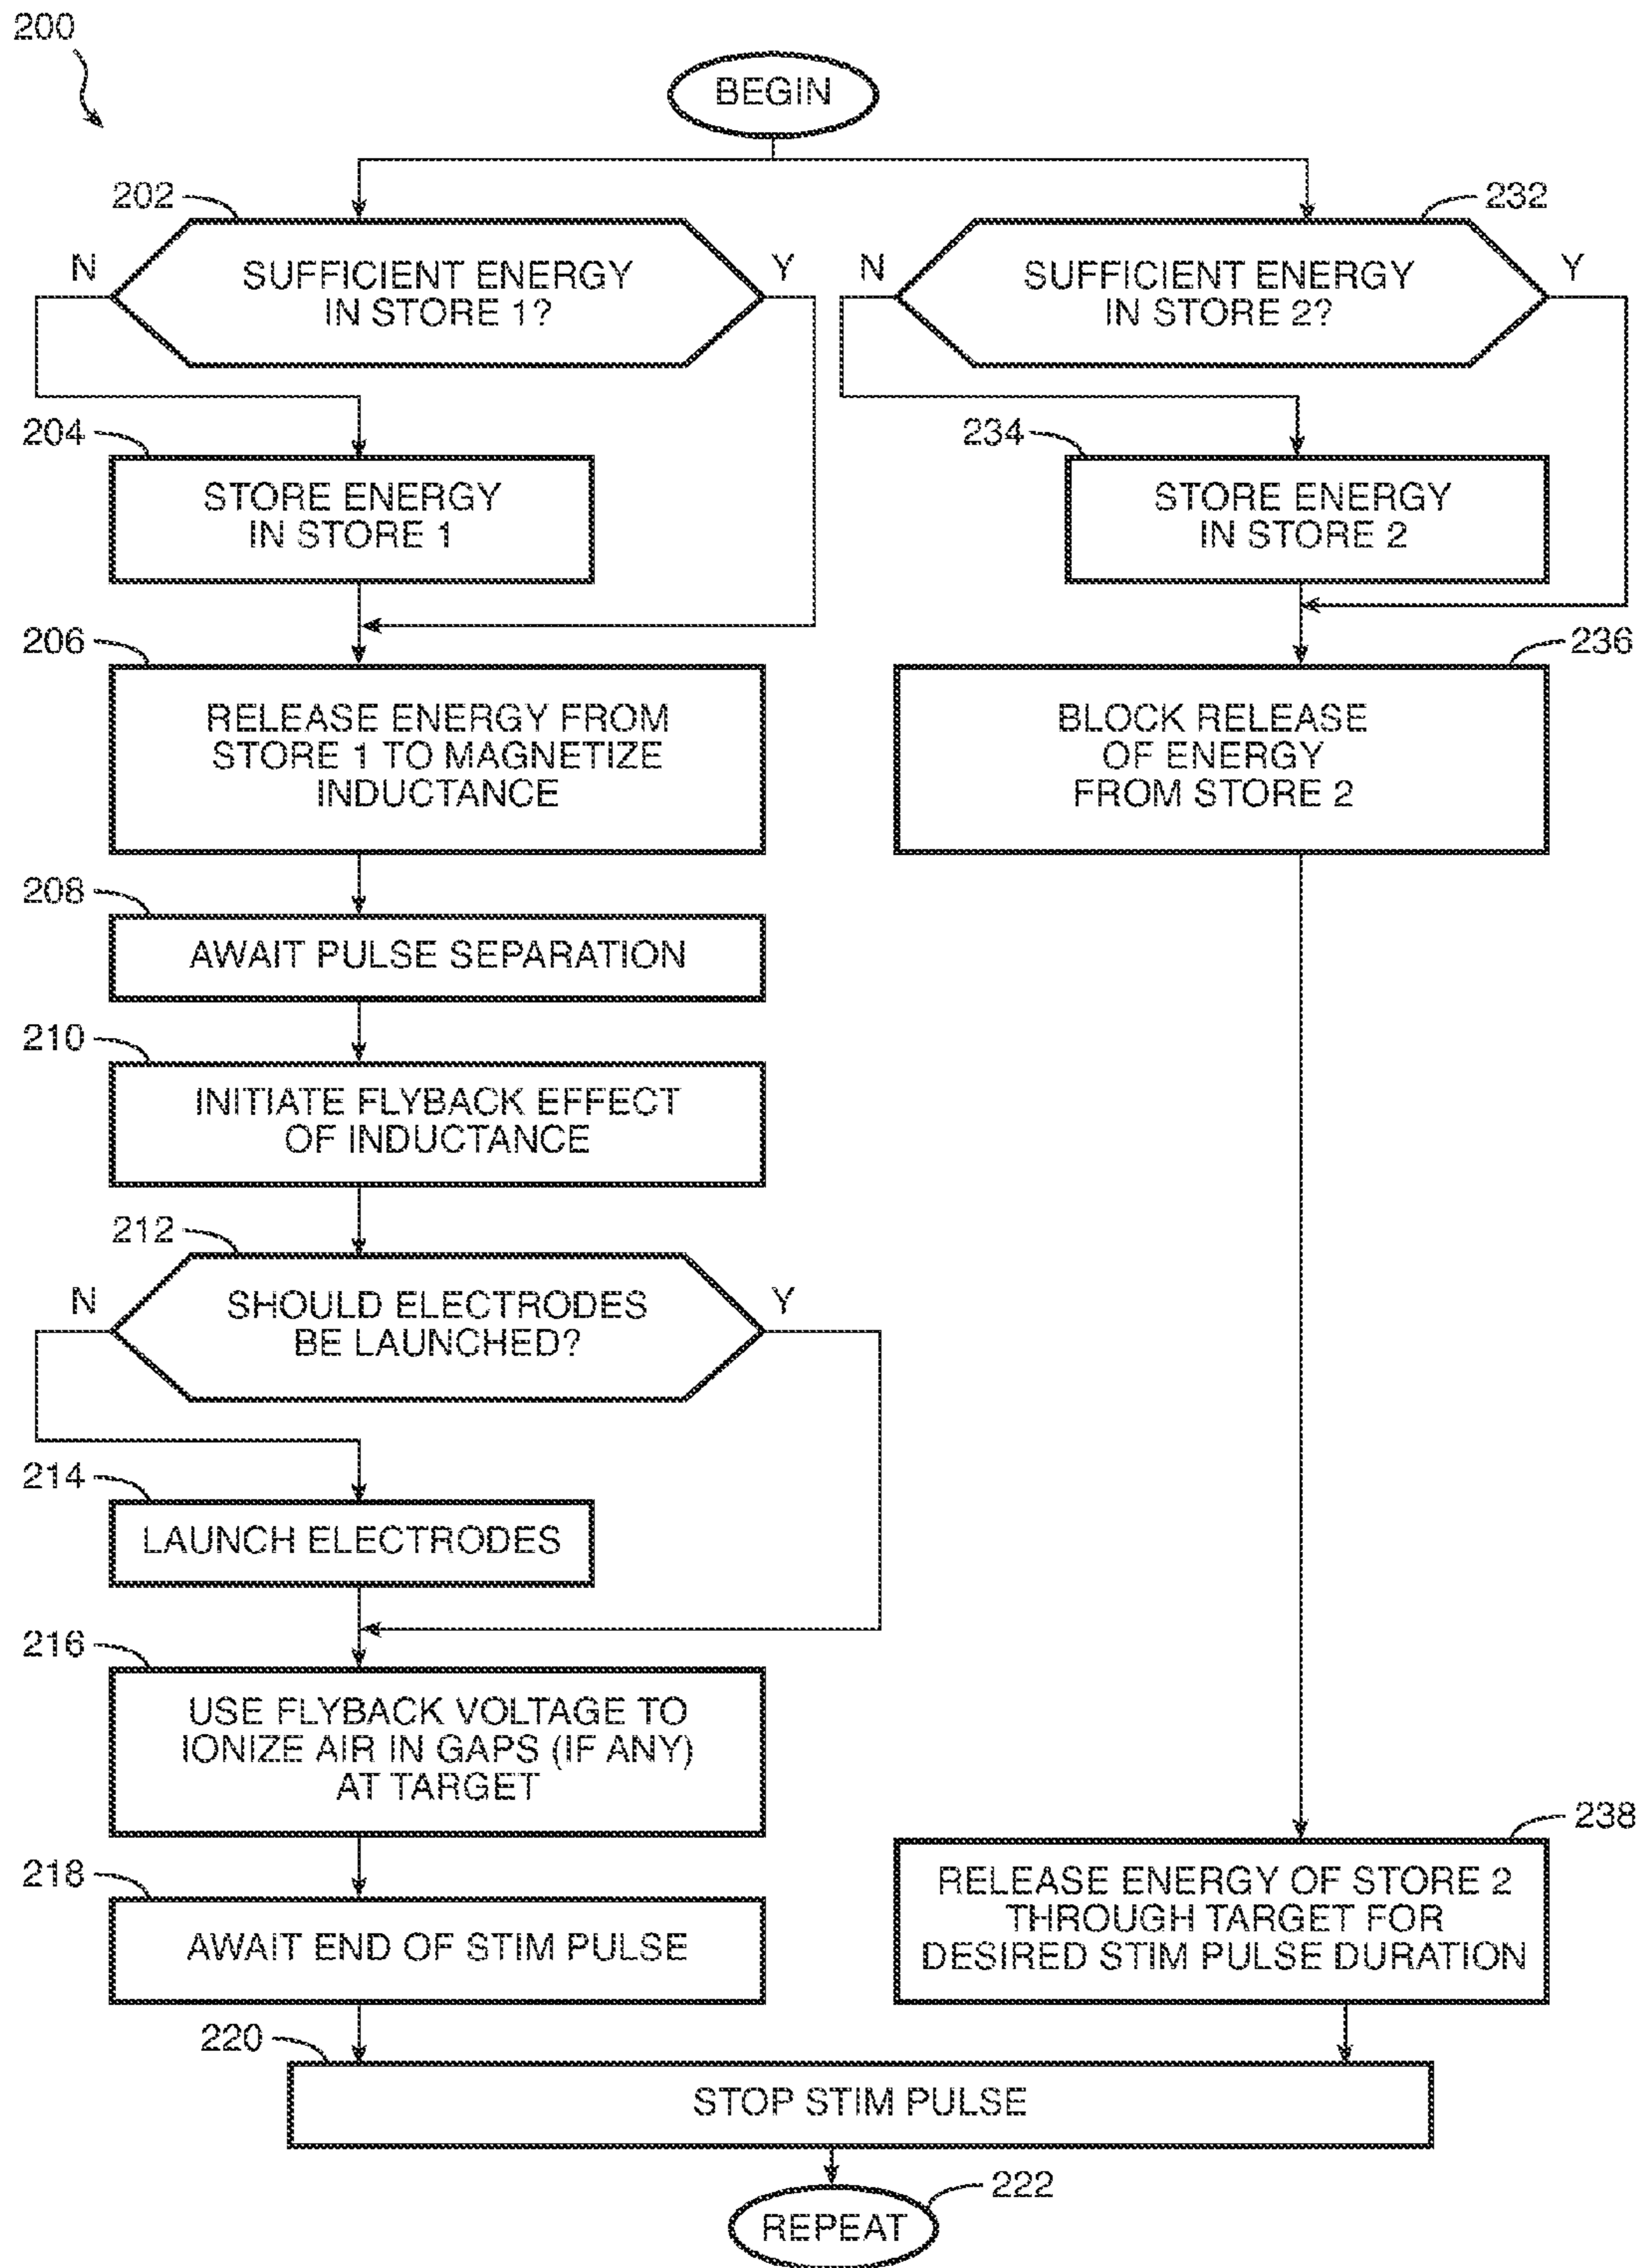 200
BEGIN
202
232
N
SUFFICIENT ENERGY
IN STORE 1?
Y
N
SUFFICIENT ENERGY
IN STORE 2?
Y
204
STORE ENERGY
IN STORE 1
234
STORE ENERGY
IN STORE 2
206
RELEASE ENERGY FROM
STORE 1 TO MAGNETIZE
INDUCTANCE
236
BLOCK RELEASE
OF ENERGY
FROM STORE 2
208
AWAIT PULSE SEPARATION
210
INITIATE FLYBACK EFFECT
OF INDUCTANCE
212
N
SHOULD ELECTRODES
BE LAUNCHED?
Y
214
LAUNCH ELECTRODES
216
USE FLYBACK VOLTAGE TO
IONIZE AIR IN GAPS (IF ANY)
AT TARGET
238
RELEASE ENERGY OF STORE 2
THROUGH TARGET FOR
DESIRED STIM PULSE DURATION
218
AWAIT END OF STIM PULSE
220
STOP STIM PULSE
222
REPEAT